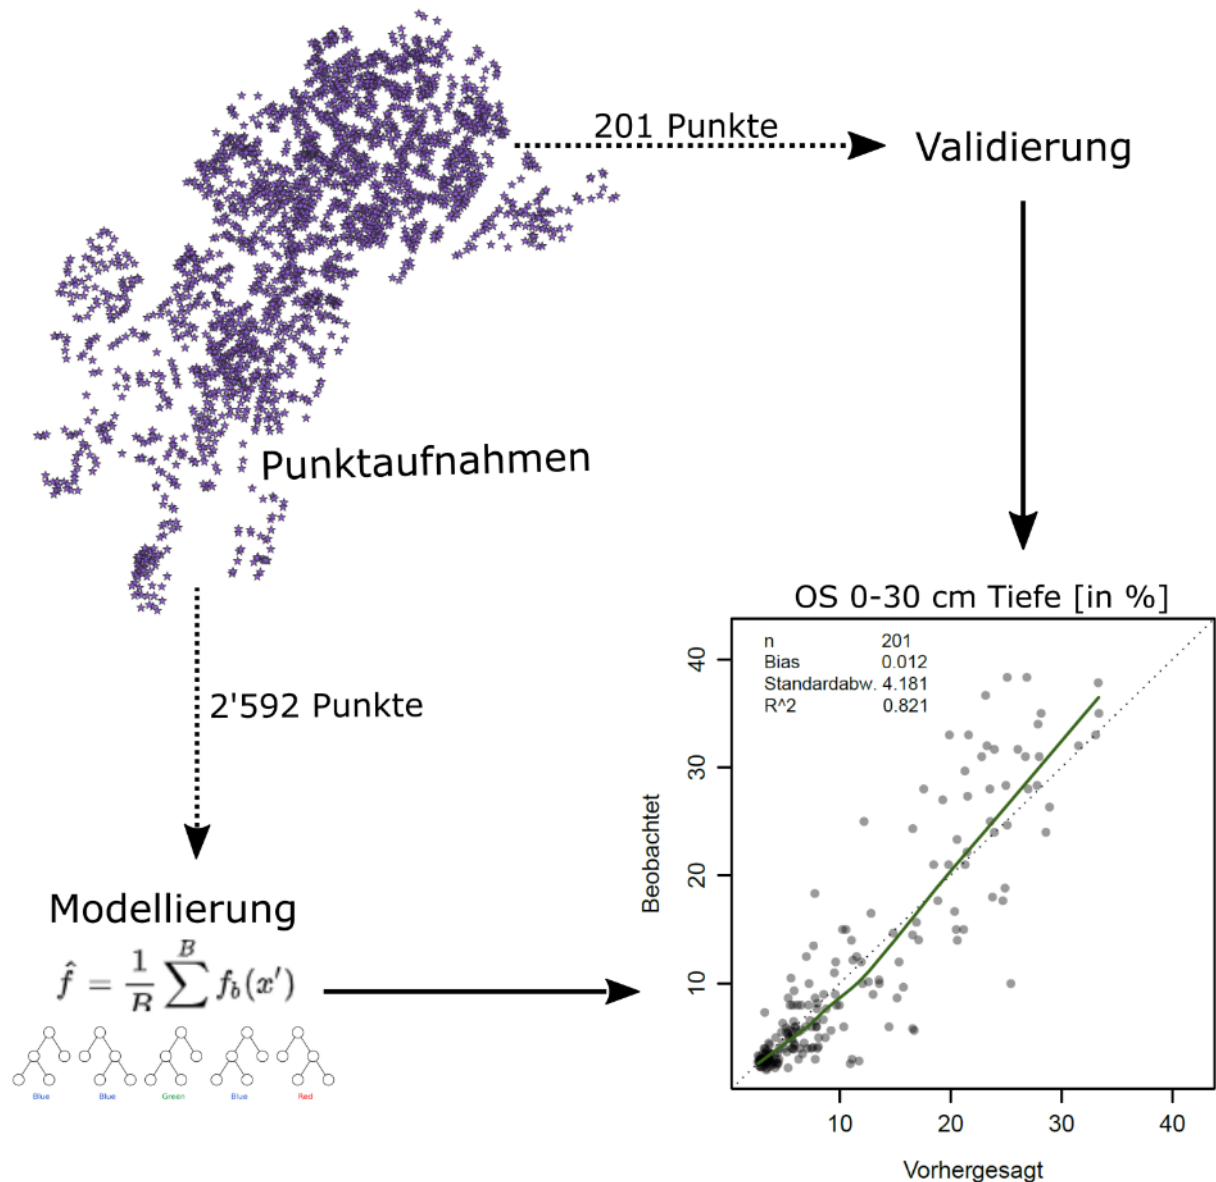 201 Punkte
Validierung
Punktaufnahmen
2'592 Punkte
Modellierung
f̂ = 1/B ∑ B f_b(x')
Blue Blue Green Blue Red
OS 0-30 cm Tiefe [in %]
n 201
Bias 0.012
Standardabw. 4.181
R^2 0.821
40
30
20
10
Beobachtet
10 20 30 40
Vorhergesagt